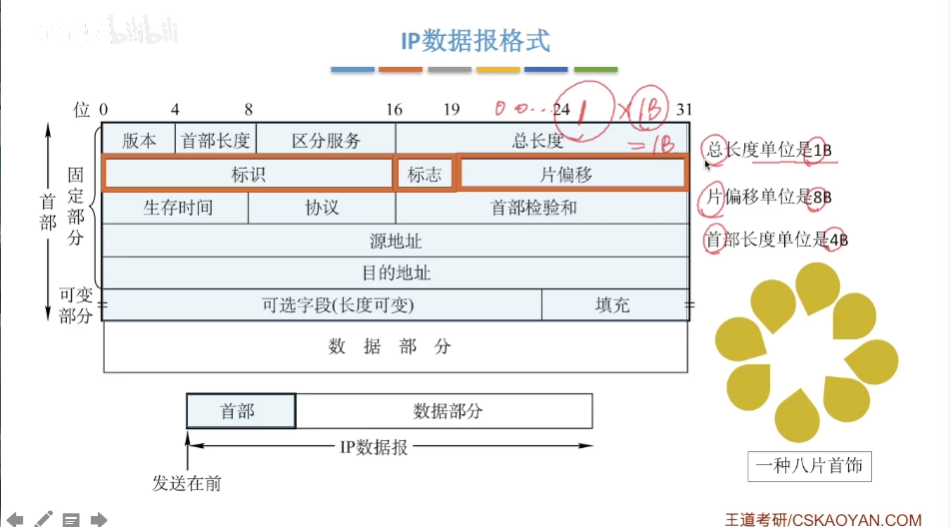 bilibili
IP数据报格式
位 0 4 8 16 19 24 31
0 0 ... 1 × 1B
= 1B
版本 首部长度 区分服务 总长度
标识 标志 片偏移
生存时间 协议 首部检验和
源地址
目的地址
可选字段(长度可变) 填充
数 据 部 分
首部
固定部分
可变部分
总长度单位是1B
片偏移单位是8B
首部长度单位是4B
一种八片首饰
首部 数据部分
IP数据报
发送在前
王道考研/CSKAOYAN.COM